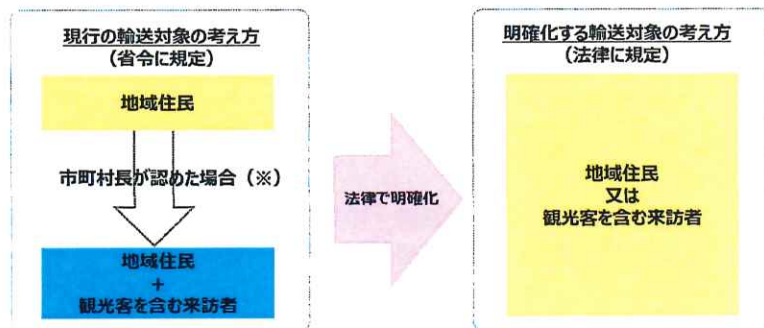 現行の輸送対象の考え方
(省令に規定)
地域住民
市町村長が認めた場合(※)
地域住民
+
観光客を含む来訪者
法律で明確化
明確化する輸送対象の考え方
(法律に規定)
地域住民
又は
観光客を含む来訪者